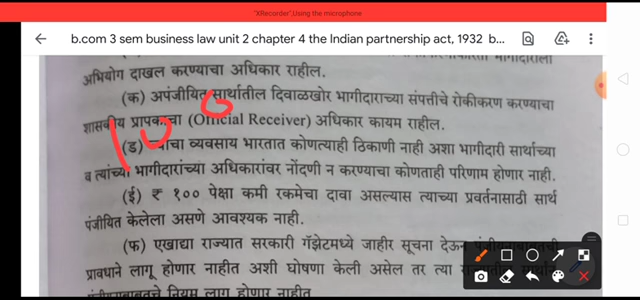 "XRecorder".Using the microphone
b.com 3 sem business law unit 2 chapter 4 the Indian partnership act, 1932 b...
अभियोग दाखल करण्याचा अधिकार राहील.
(क) अपंजीयित सार्थातील दिवाळखोर भागीदाराच्या संपत्तीचे रोकीकरण करण्याचा
शासकीय प्रापकाचा (Official Receiver) अधिकार कायम राहील.
100
(ड) व्यवसाय भारतात कोणत्याही ठिकाणी नाही अशा भागीदारी सार्थाच्या
व त्यांच्या भागीदारांच्या अधिकारांवर नोंदणी न करण्याचा कोणताही परिणाम होणार नाही.
(ई) ₹ १०० पेक्षा कमी रकमेचा दावा असल्यास त्याच्या प्रवर्तनासाठी सार्थ
पंजीयित केलेला असणे आवश्यक नाही.
(फ) एखाद्या राज्यात सरकारी गॅझेटमध्ये जाहीर सूचना देऊन
प्रावधाने लागू होणार नाहीत अशी घोषणा केली असेल तर त्या
नियम लागू होणार नाहीत